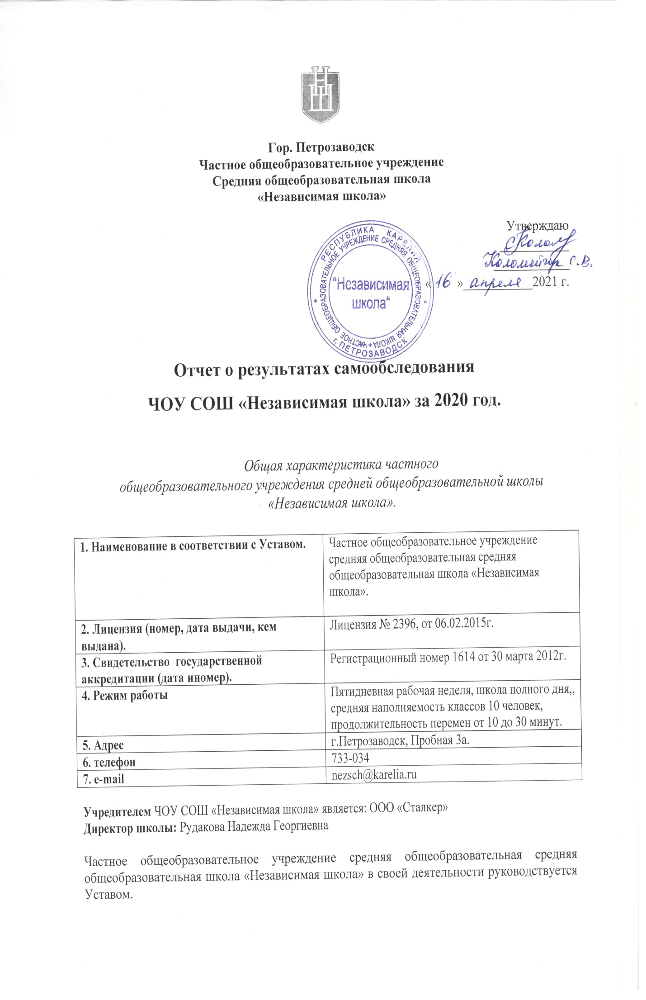 НШ
Гор. Петрозаводск
Частное общеобразовательное учреждение
Средняя общеобразовательная школа
«Независимая школа»
Утверждаю
С.В.
« 16 » апреля 2021 г.
РЕСПУБЛИКА КАРЕЛИЯ
* г. ПЕТРОЗАВОДСК *
ЧАСТНОЕ ОБЩЕОБРАЗОВАТЕЛЬНОЕ УЧРЕЖДЕНИЕ СРЕДНЯЯ ОБЩЕОБРАЗОВАТЕЛЬНАЯ ШКОЛА *
"Независимая
школа"
Отчет о результатах самообследования
ЧОУ СОШ «Независимая школа» за 2020 год.
Общая характеристика частного
общеобразовательного учреждения средней общеобразовательной школы
«Независимая школа».
1. Наименование в соответствии с Уставом.
Частное общеобразовательное учреждение
средняя общеобразовательная средняя
общеобразовательная школа «Независимая
школа».
2. Лицензия (номер, дата выдачи, кем
выдана).
Лицензия № 2396, от 06.02.2015г.
3. Свидетельство государственной
аккредитации (дата иномер).
Регистрационный номер 1614 от 30 марта 2012г.
4. Режим работы
Пятидневная рабочая неделя, школа полного дня,,
средняя наполняемость классов 10 человек,
продолжительность перемен от 10 до 30 минут.
5. Адрес
г.Петрозаводск, Пробная 3а.
6. телефон
733-034
7. e-mail
nezsch@karelia.ru
Учредителем ЧОУ СОШ «Независимая школа» является: ООО «Сталкер»
Директор школы: Рудакова Надежда Георгиевна
Частное общеобразовательное учреждение средняя общеобразовательная средняя
общеобразовательная школа «Независимая школа» в своей деятельности руководствуется
Уставом.